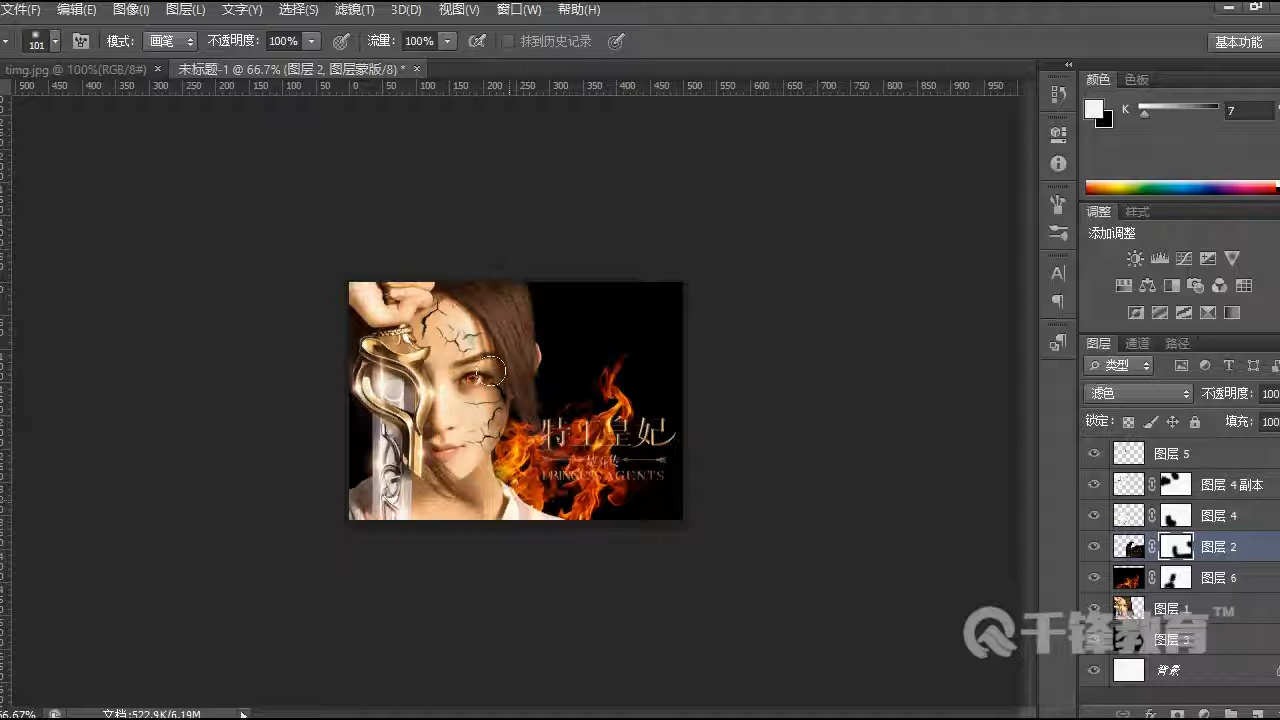 文件(F) 编辑(E) 图像(I) 图层(L) 文字(Y) 选择(S) 滤镜(T) 3D(D) 视图(V) 窗口(W) 帮助(H)
101 模式: 画笔 不透明度: 100% 流量: 100% 抹到历史记录 基本功能
timg.jpg @ 100%(RGB/8#) × 未标题-1 @ 66.7% (图层 2, 图层蒙版/8) * ×
500 450 400 350 300 250 200 150 100 50 0 50 100 150 200 250 300 350 400 450 500 550 600 650 700 750 800 850 900 950
颜色 色板
K 7
调整 样式
添加调整
图层 通道 路径
类型
滤色 不透明度: 100
锁定: 填充: 100
图层 5
图层 4 副本
图层 4
图层 2
图层 6
图层 1
图层 3
背景
特工皇妃
PRINCESS AGENTS
千锋教育™
66.67% 文档:522.9K/6.19M